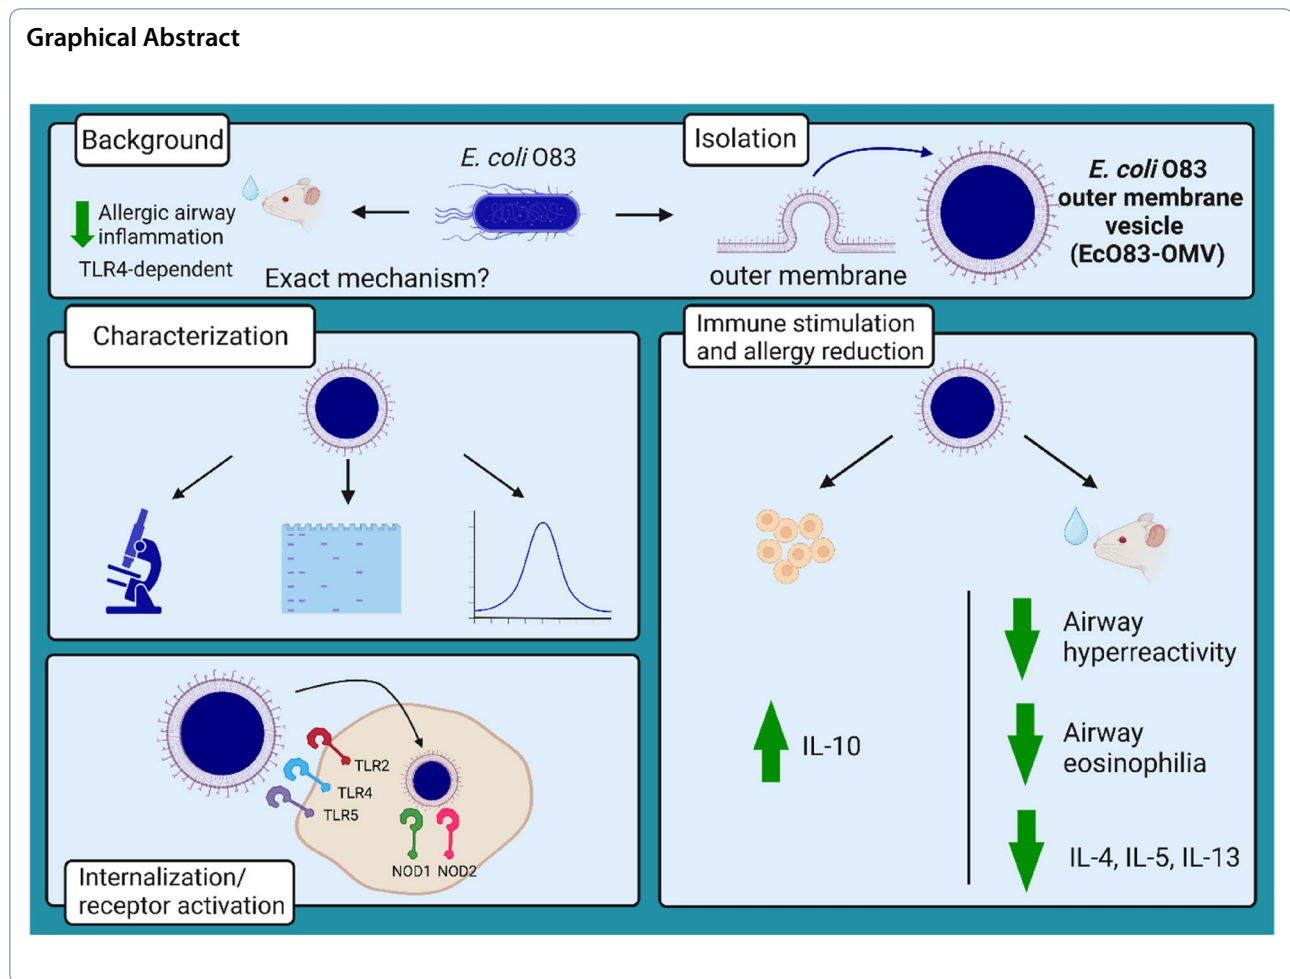 Graphical Abstract
Background
E. coli O83
Allergic airway
inflammation
TLR4-dependent
Exact mechanism?
Isolation
outer membrane
E. coli O83
outer membrane
vesicle
(EcO83-OMV)
Characterization
Immune stimulation
and allergy reduction
IL-10
Airway
hyperreactivity
Airway
eosinophilia
IL-4, IL-5, IL-13
TLR2
TLR4
TLR5
NOD1 NOD2
Internalization/
receptor activation